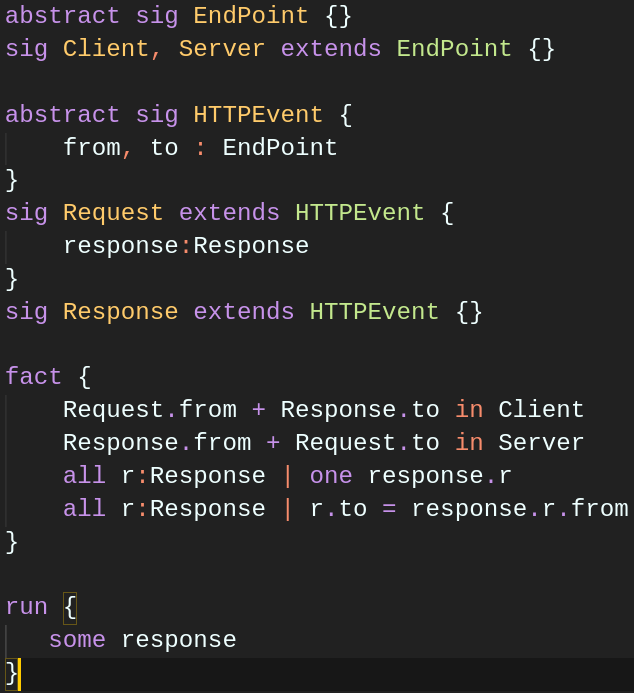 abstract sig EndPoint {}
sig Client, Server extends EndPoint {}

abstract sig HTTPEvent {
    from, to : EndPoint
}
sig Request extends HTTPEvent {
    response:Response
}
sig Response extends HTTPEvent {}

fact {
    Request.from + Response.to in Client
    Response.from + Request.to in Server
    all r:Response | one response.r
    all r:Response | r.to = response.r.from
}

run {
   some response
}